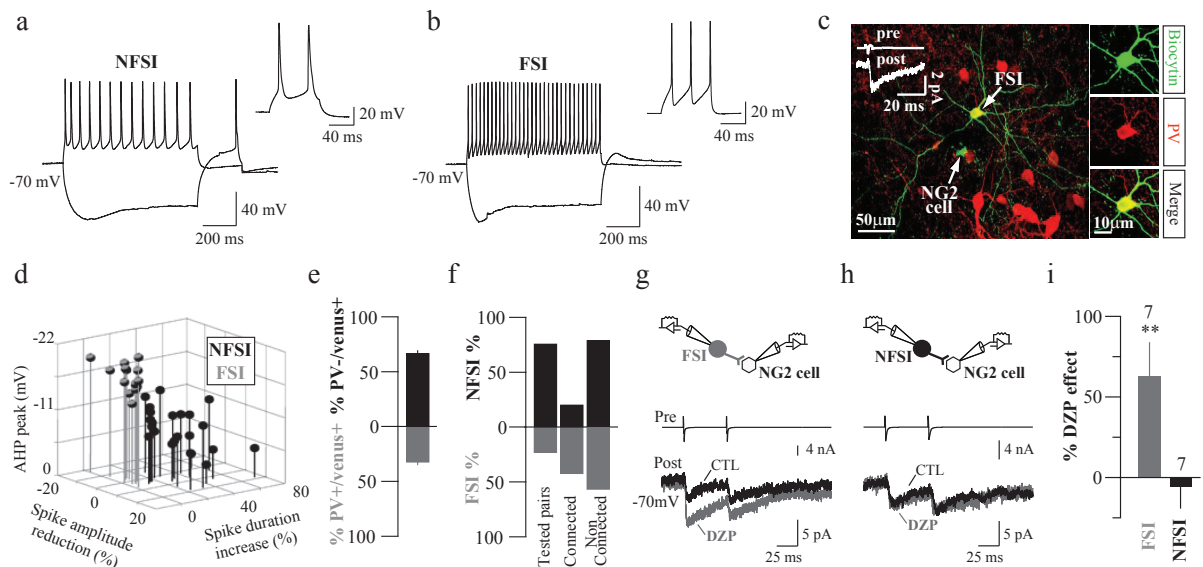 a
NFSI
-70 mV
20 mV
40 ms
40 mV
200 ms
b
FSI
-70 mV
20 mV
40 ms
40 mV
200 ms
c
pre
post
2 pA
20 ms
FSI
NG2
cell
50µm
10µm
Biocytin
PV
Merge
d
NFSI
FSI
AHP peak (mV)
-22
-11
0
-20
0
20
Spike amplitude
reduction (%)
0
40
80
Spike duration
increase (%)
e
% PV-/venus+
% PV+/venus+
100
50
0
50
100
f
NFSI %
FSI %
100
50
0
50
100
Tested pairs
Connected
Non
Connected
g
FSI
NG2 cell
Pre
4 nA
Post
CTL
-70mV
DZP
5 pA
25 ms
h
NFSI
NG2 cell
4 nA
CTL
DZP
5 pA
25 ms
i
% DZP effect
100
50
0
7
**
7
FSI
NFSI